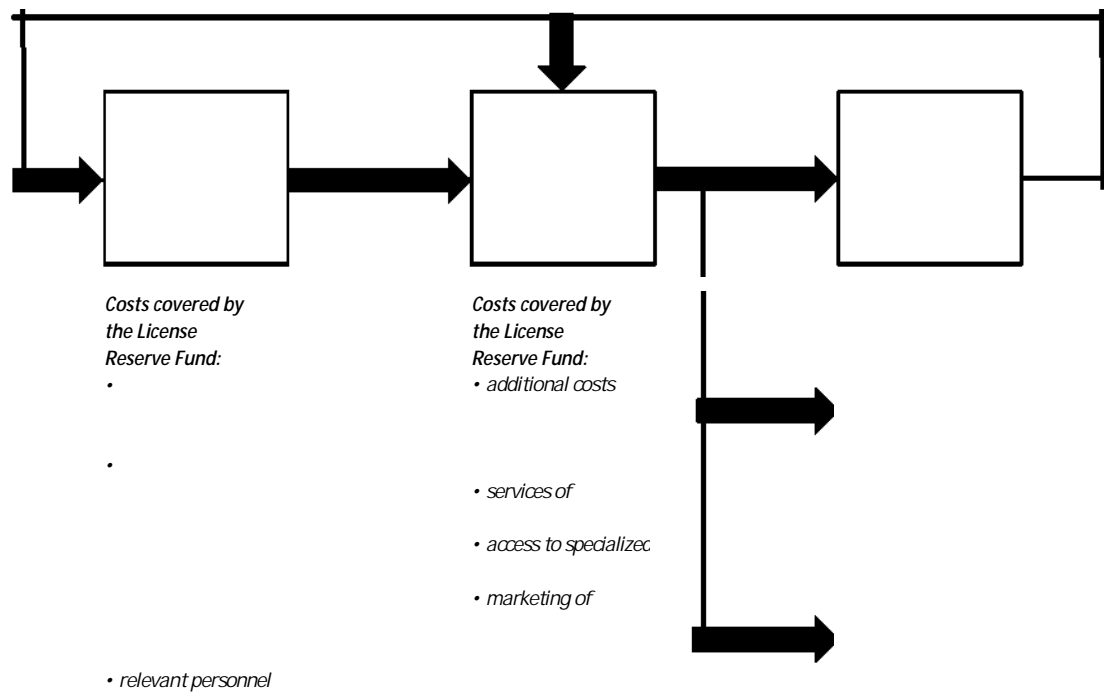 Costs covered by
the License
Reserve Fund:
•
•
• relevant personnel
Costs covered by
the License
Reserve Fund:
• additional costs
• services of
• access to specialized
• marketing of